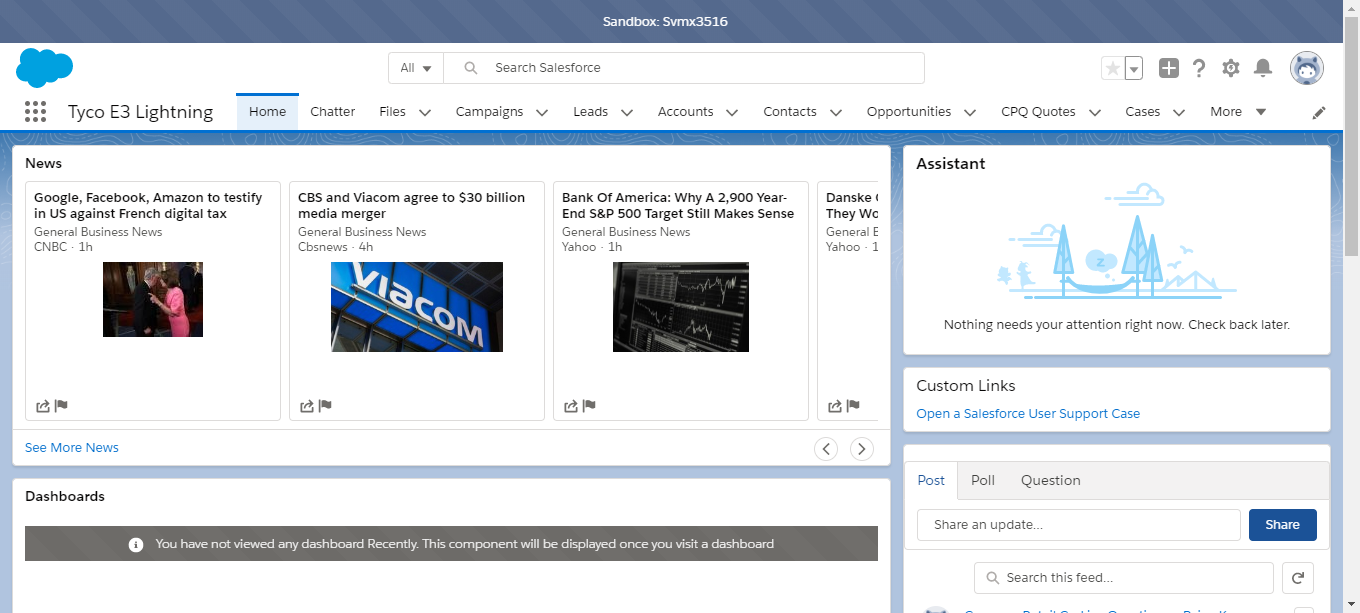 Sandbox: Svmx3516
All
Search Salesforce
Tyco E3 Lightning
Home
Chatter
Files
Campaigns
Leads
Accounts
Contacts
Opportunities
CPQ Quotes
Cases
More
News
Google, Facebook, Amazon to testify
in US against French digital tax
General Business News
CNBC · 1h
CBS and Viacom agree to $30 billion
media merger
General Business News
Cbsnews · 4h
VIACOM
Bank Of America: Why A 2,900 Year-
End S&P 500 Target Still Makes Sense
General Business News
Yahoo · 1h
Danske
They Wo
General B
Yahoo · 1
See More News
Dashboards
You have not viewed any dashboard Recently. This component will be displayed once you visit a dashboard
Assistant
Nothing needs your attention right now. Check back later.
Custom Links
Open a Salesforce User Support Case
Post
Poll
Question
Share an update...
Share
Search this feed...